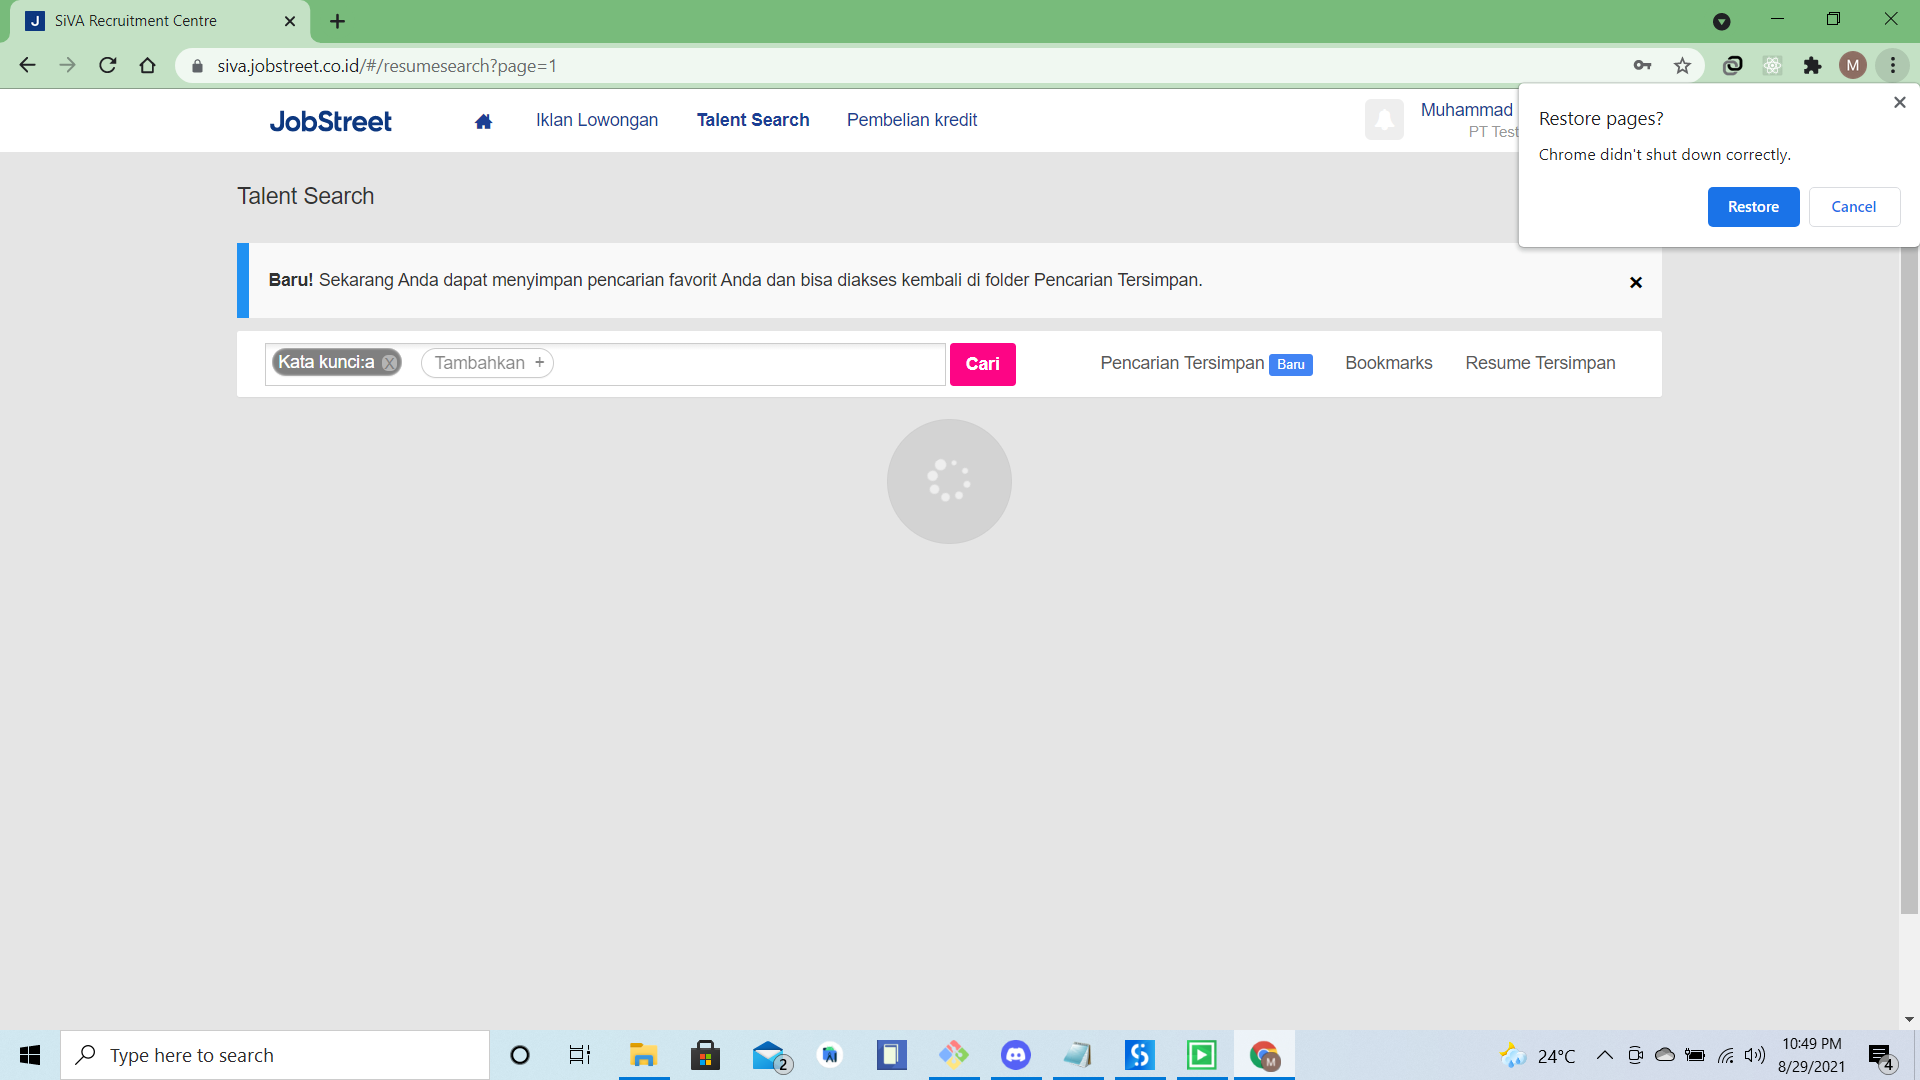 J SiVA Recruitment Centre
siva.jobstreet.co.id/#/resumesearch?page=1
M
JobStreet
Iklan Lowongan
Talent Search
Pembelian kredit
Muhammad
PT Test
Restore pages?
Chrome didn't shut down correctly.
Restore
Cancel
Talent Search
Baru! Sekarang Anda dapat menyimpan pencarian favorit Anda dan bisa diakses kembali di folder Pencarian Tersimpan.
Kata kunci:a x
Tambahkan +
Cari
Pencarian Tersimpan Baru
Bookmarks
Resume Tersimpan
Type here to search
2
M
24°C
10:49 PM
8/29/2021
4